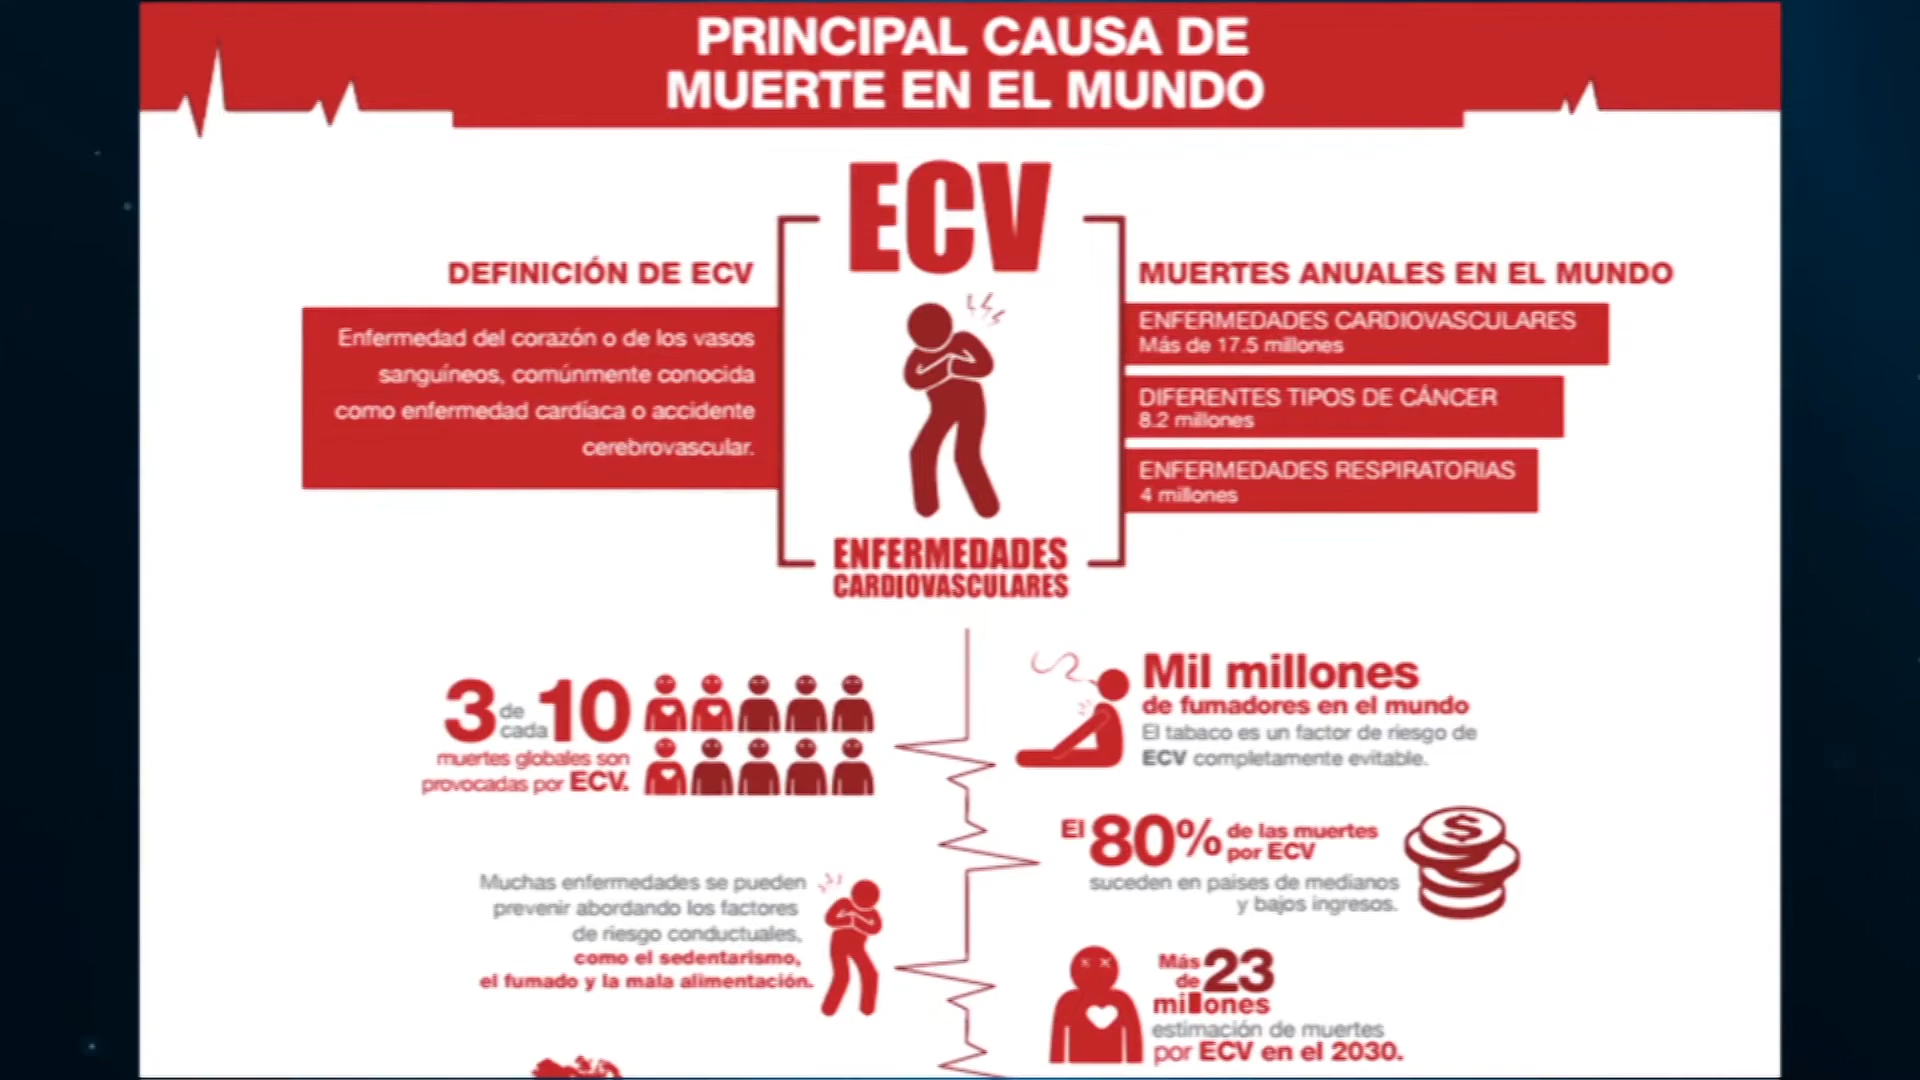 PRINCIPAL CAUSA DE
MUERTE EN EL MUNDO
ECV
DEFINICIÓN DE ECV
Enfermedad del corazón o de los vasos
sanguíneos, comúnmente conocida
como enfermedad cardíaca o accidente
cerebrovascular.
MUERTES ANUALES EN EL MUNDO
ENFERMEDADES CARDIOVASCULARES
Más de 17.5 millones
DIFERENTES TIPOS DE CÁNCER
8.2 millones
ENFERMEDADES RESPIRATORIAS
4 millones
ENFERMEDADES
CARDIOVASCULARES
3 de cada 10
muertes globales son
provocadas por ECV.
Mil millones
de fumadores en el mundo
El tabaco es un factor de riesgo de
ECV completamente evitable.
El 80% de las muertes
por ECV
suceden en países de medianos
y bajos ingresos.
Muchas enfermedades se pueden
prevenir abordando los factores
de riesgo conductuales,
como el sedentarismo,
el fumado y la mala alimentación.
Más de 23
millones
estimación de muertes
por ECV en el 2030.
$